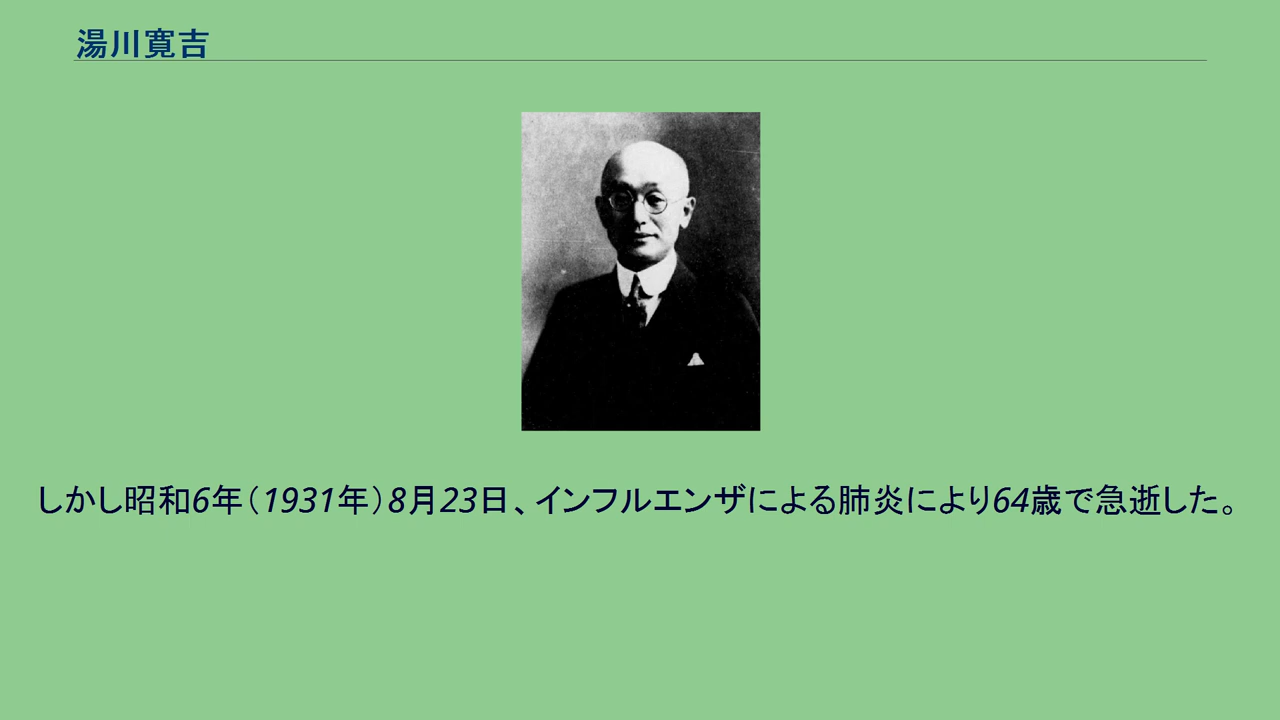 湯川寛吉
しかし昭和6年（1931年）8月23日、インフルエンザによる肺炎により64歳で急逝した。